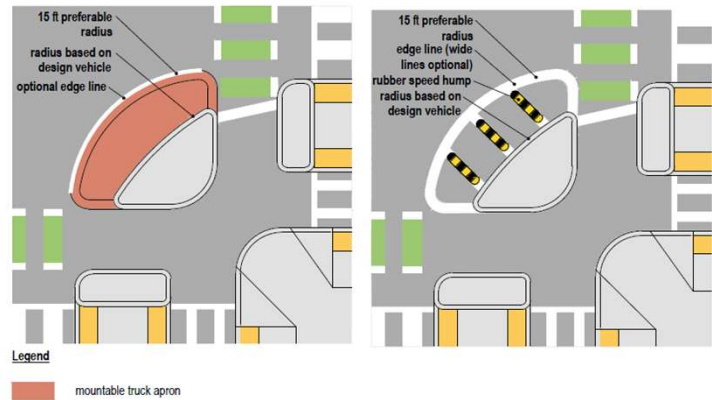 15 ft preferable
radius
radius based on
design vehicle
optional edge line
15 ft preferable
radius
edge line (wide
lines optional)
rubber speed hump
radius based on
design vehicle
Legend
mountable truck apron